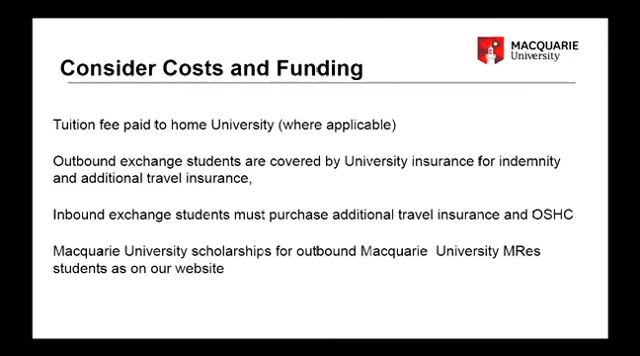 MACQUARIE
University
Consider Costs and Funding
Tuition fee paid to home University (where applicable)
Outbound exchange students are covered by University insurance for indemnity
and additional travel insurance,
Inbound exchange students must purchase additional travel insurance and OSHC
Macquarie University scholarships for outbound Macquarie  University MRes
students as on our website